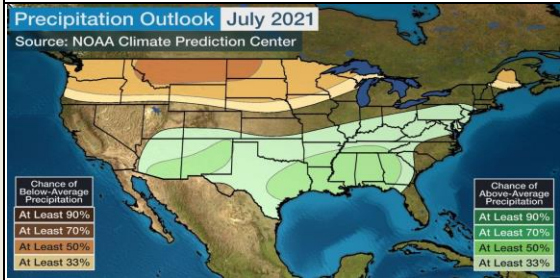 Precipitation Outlook July 2021
Source: NOAA Climate Prediction Center
Chance of
Below-Average
Precipitation
At Least 90%
At Least 70%
At Least 50%
At Least 33%
Chance of
Above-Average
Precipitation
At Least 90%
At Least 70%
At Least 50%
At Least 33%